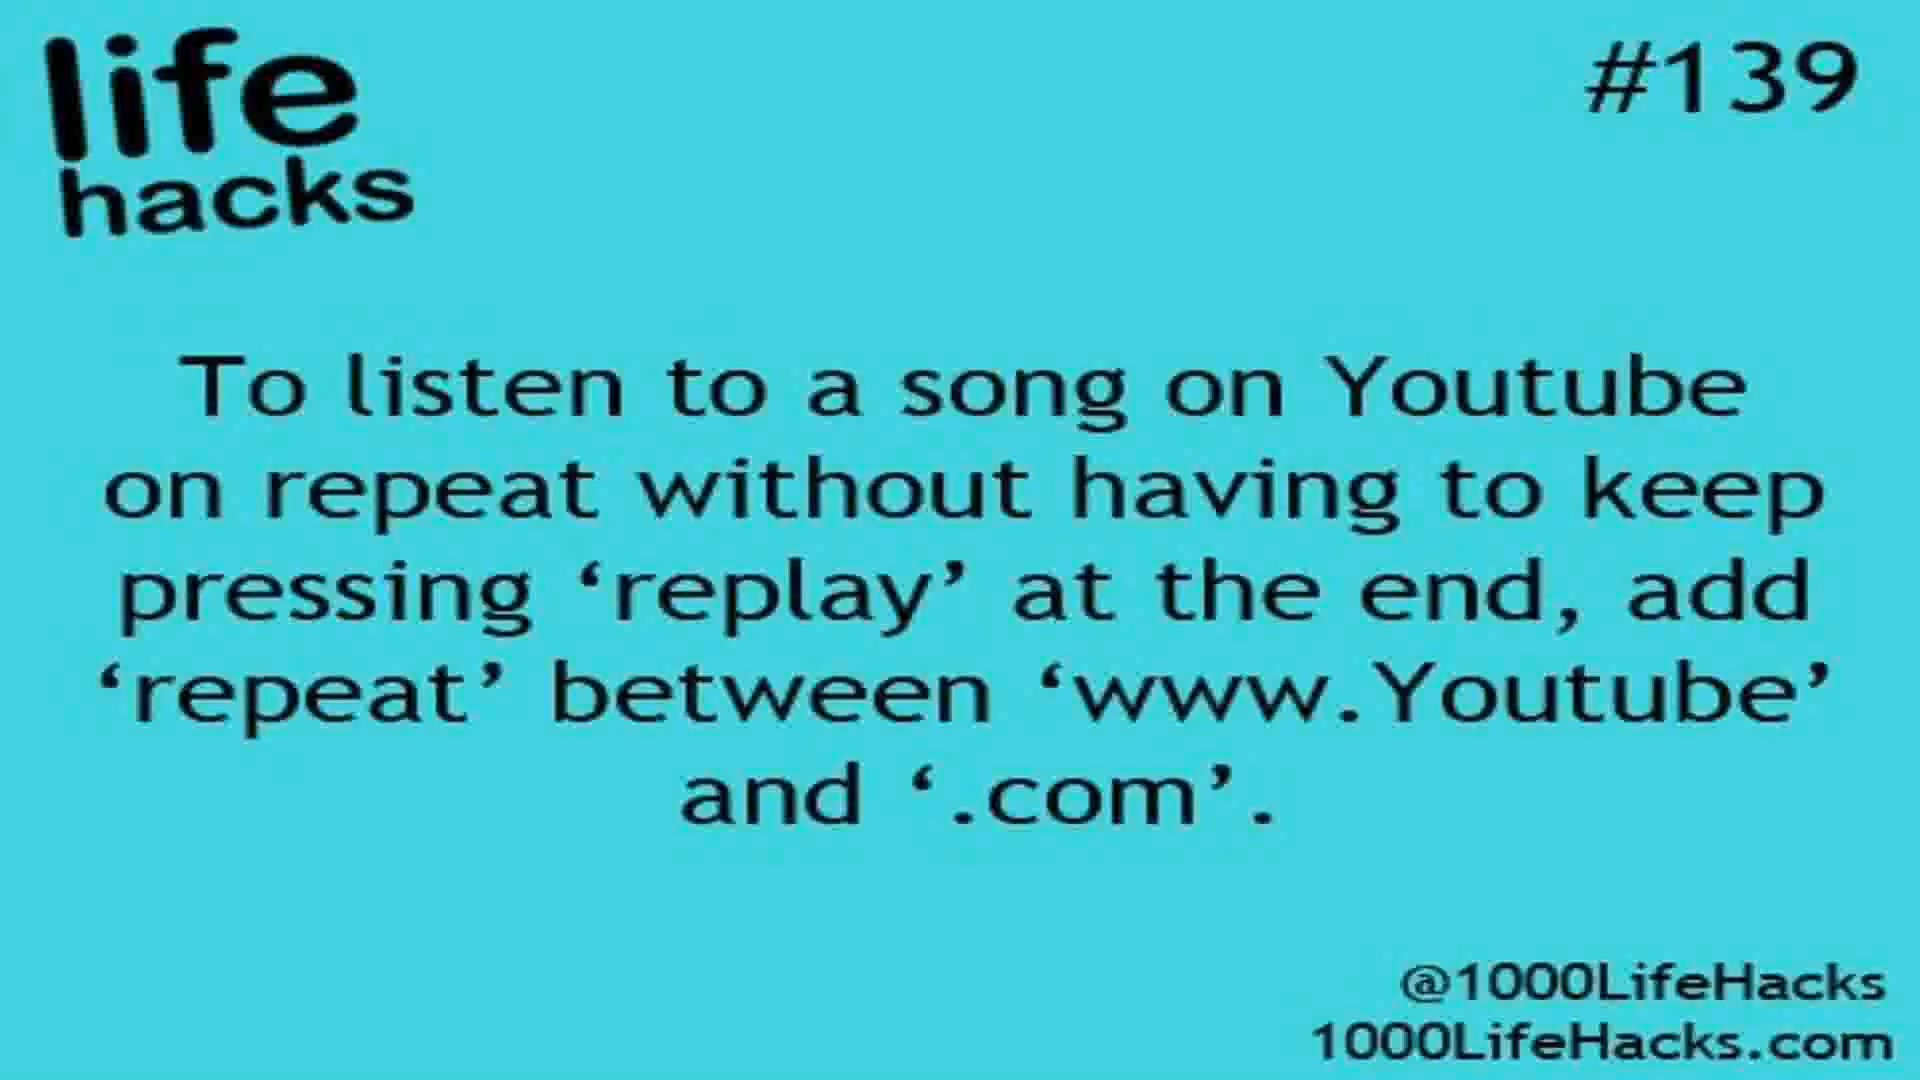 life
hacks
#139
To listen to a song on Youtube
on repeat without having to keep
pressing ‘replay’ at the end, add
‘repeat’ between ‘www.Youtube’
and ‘.com’.
@1000LifeHacks
1000LifeHacks.com